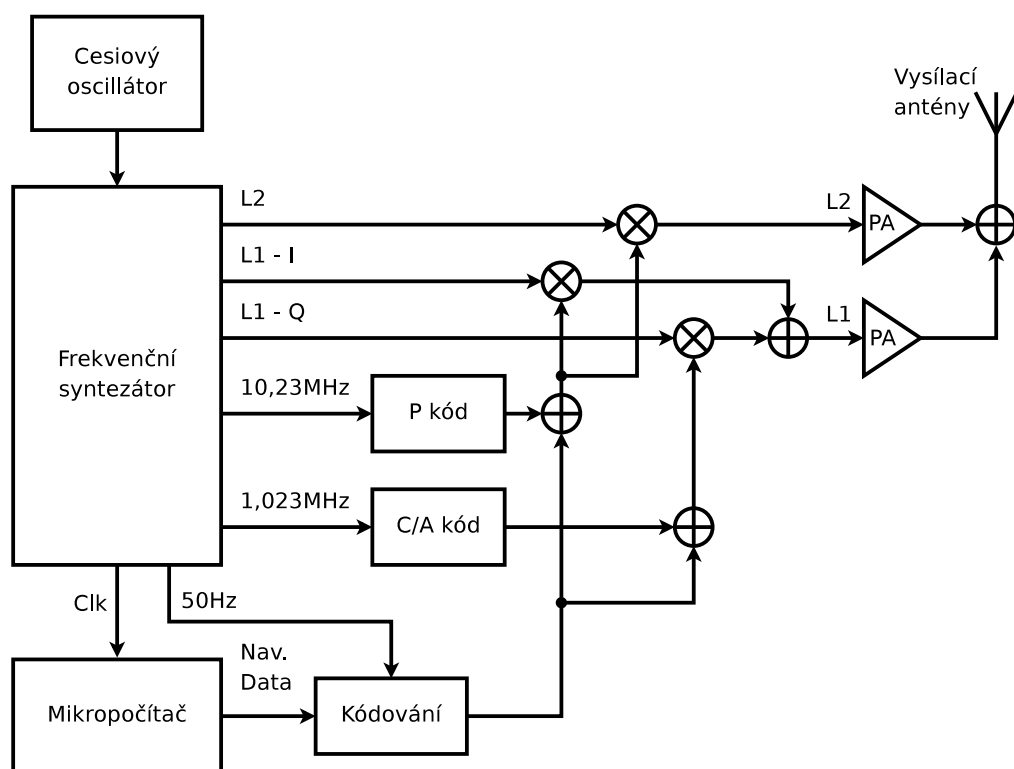 Cesiový
oscillátor
Vysílací
antény
L2
L2
PA
L1 - I
L1 - Q
L1
PA
Frekvenční
syntezátor
10,23MHz
P kód
1,023MHz
C/A kód
Clk
50Hz
Nav.
Data
Mikropočítač
Kódování